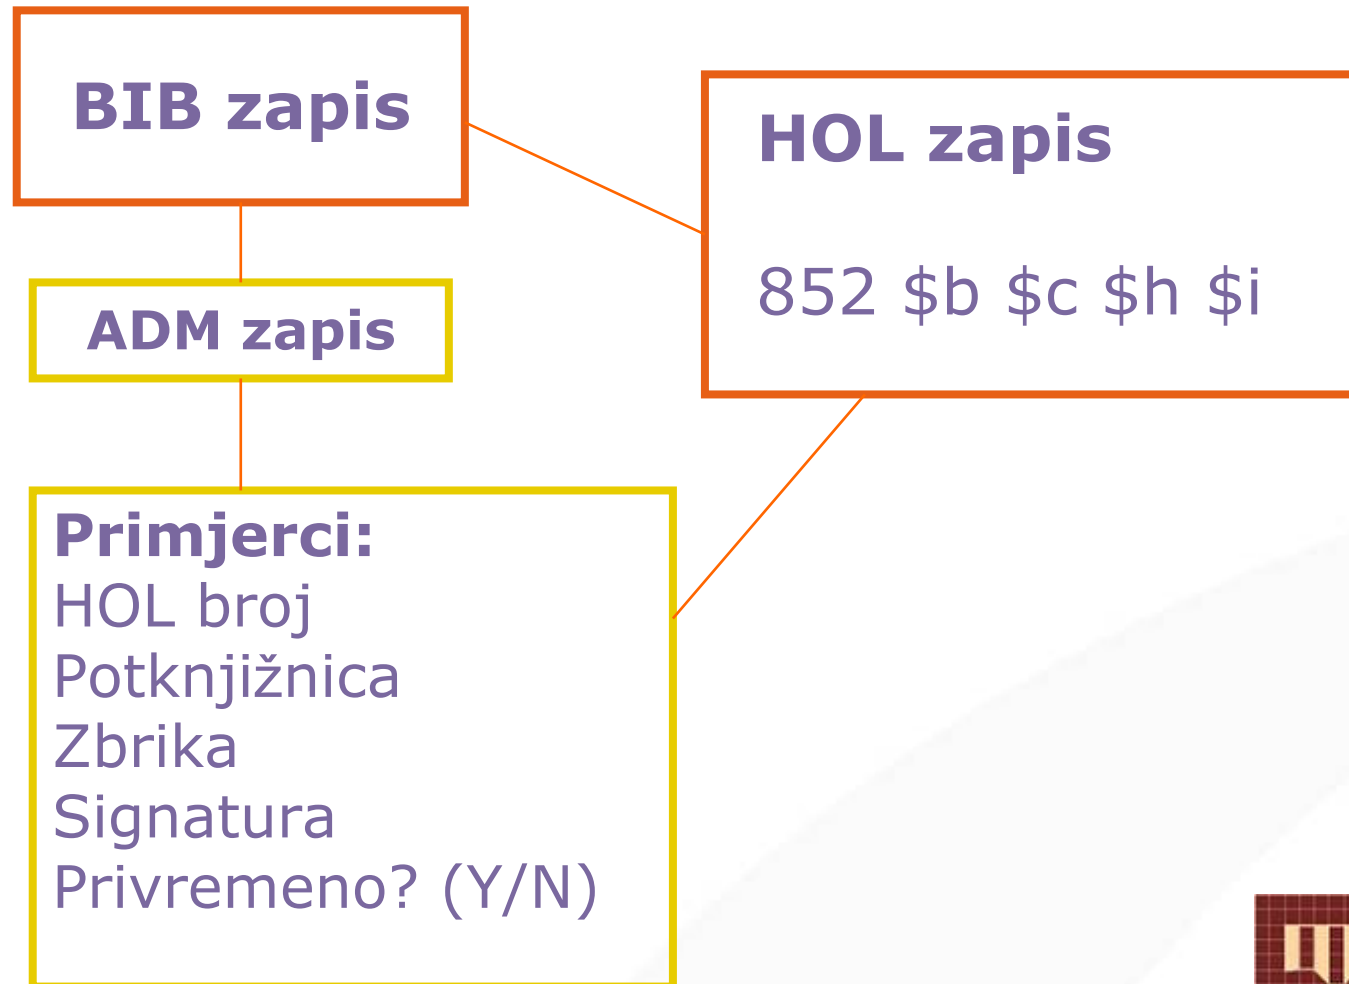 BIB zapis
HOL zapis
852 $b $c $h $i
ADM zapis
Primjerci:
HOL broj
Potknjižnica
Zbrika
Signatura
Privremeno? (Y/N)